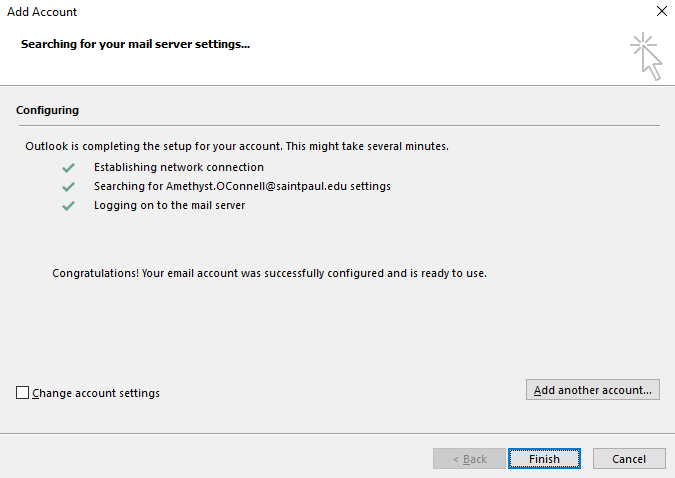 Add Account
Searching for your mail server settings...
Configuring
Outlook is completing the setup for your account. This might take several minutes.
Establishing network connection
Searching for Amethyst.OConnell@saintpaul.edu settings
Logging on to the mail server
Congratulations! Your email account was successfully configured and is ready to use.
Change account settings
Add another account...
< Back
Finish
Cancel